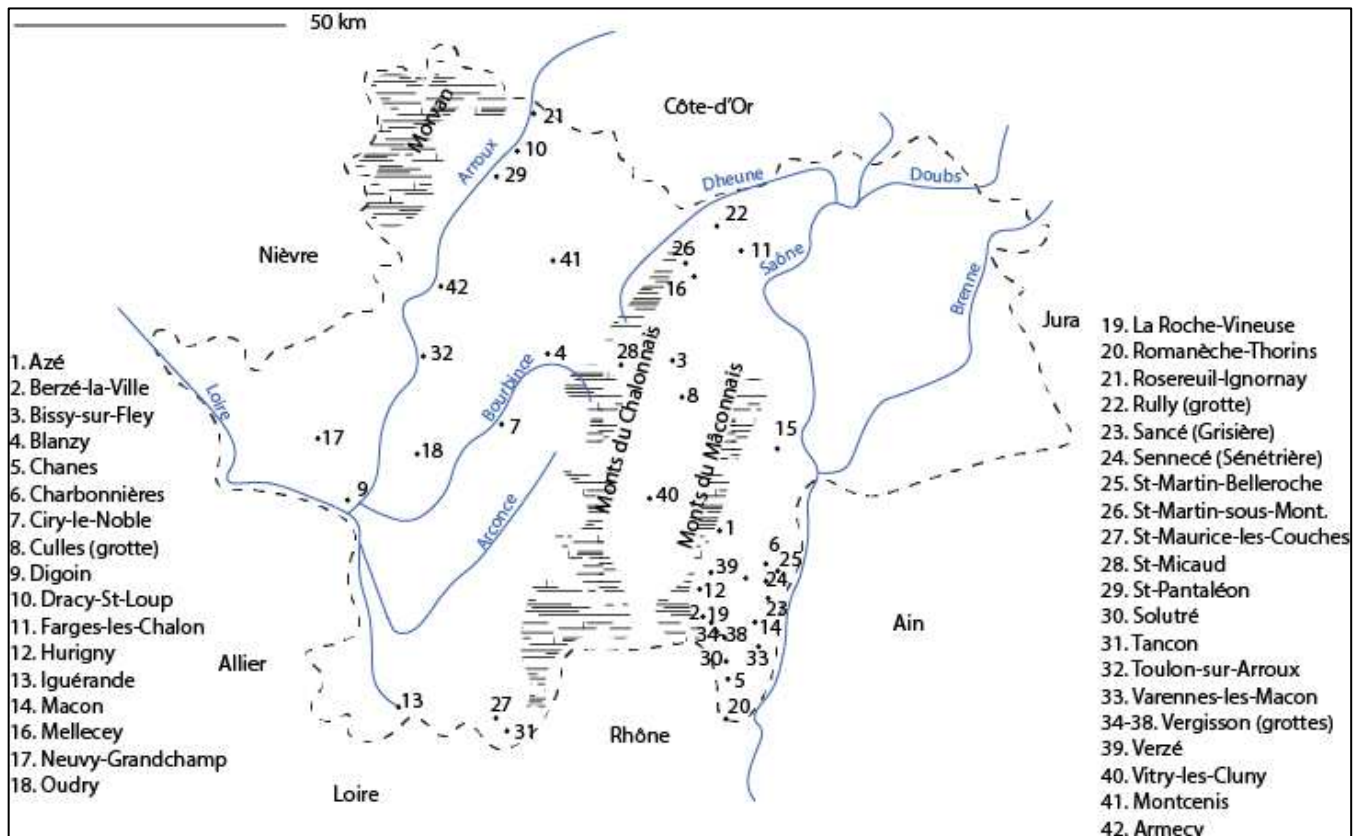 50 km
Côte-d'Or
Morvan
21
10
Arroux
29
Dheune
Doubs
22
Nièvre
26
11
41
Saône
16
42
Brenne
Jura
28
3
4
32
Bourbince
8
Loire
Monts du Chalonnais
Monts du Mâconnais
7
15
17
18
9
40
Arconce
1
6
39
25
24
12
23
2
19
14
Ain
34
38
33
30
Allier
5
13
27
20
31
Rhône
Loire
1. Azé
2. Berzé-la-Ville
3. Bissy-sur-Fley
4. Blanzy
5. Chanes
6. Charbonnières
7. Ciry-le-Noble
8. Culles (grotte)
9. Digoin
10. Dracy-St-Loup
11. Farges-les-Chalon
12. Hurigny
13. Iguérande
14. Macon
16. Mellecey
17. Neuvy-Grandchamp
18. Oudry
19. La Roche-Vineuse
20. Romanèche-Thorins
21. Rosereuil-Ignornay
22. Rully (grotte)
23. Sancé (Grisière)
24. Sennecé (Sénétrière)
25. St-Martin-Belleroche
26. St-Martin-sous-Mont.
27. St-Maurice-les-Couches
28. St-Micaud
29. St-Pantaléon
30. Solutré
31. Tancon
32. Toulon-sur-Arroux
33. Varennes-les-Macon
34-38. Vergisson (grottes)
39. Verzé
40. Vitry-les-Cluny
41. Montcenis
42. Armecy